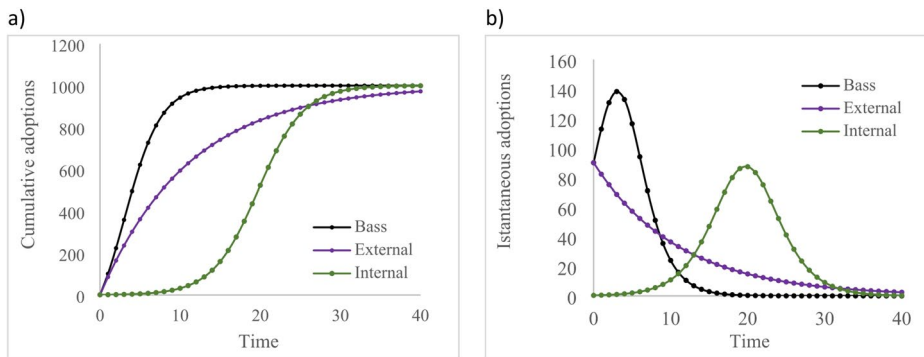 a)
1200
1000
800
600
400
200
0
0 10 20 30 40
Cumulative adoptions
Time
Bass
External
Internal
b)
160
140
120
100
80
60
40
20
0
0 10 20 30 40
Istantaneous adoptions
Time
Bass
External
Internal